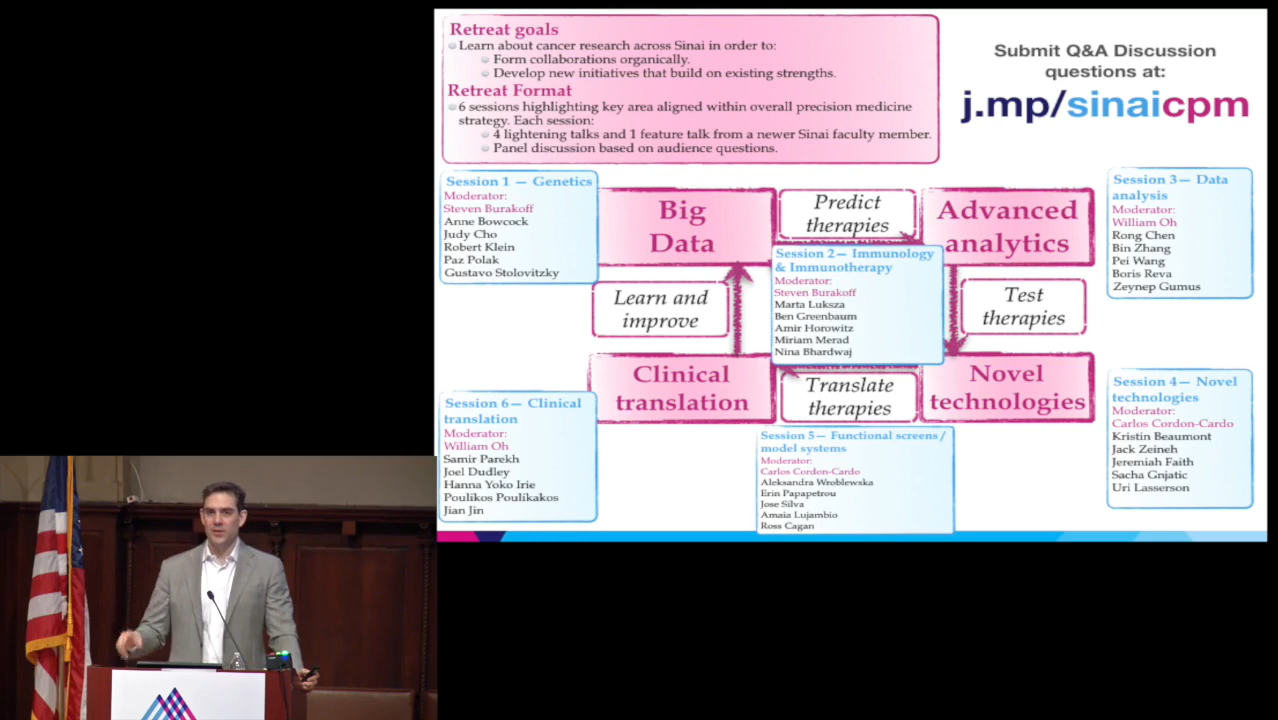 Retreat goals
Learn about cancer research across Sinai in order to:
Form collaborations organically.
Develop new initiatives that build on existing strengths.
Retreat Format
6 sessions highlighting key area aligned within overall precision medicine
strategy. Each session:
4 lightening talks and 1 feature talk from a newer Sinai faculty member.
Panel discussion based on audience questions.
Submit Q&A Discussion
questions at:
j.mp/sinaicpm
Session 1 — Genetics
Moderator:
Steven Burakoff
Anne Bowcock
Judy Cho
Robert Klein
Paz Polak
Gustavo Stolovitzky
Big
Data
Predict
therapies
Advanced
analytics
Session 3— Data
analysis
Moderator:
William Oh
Rong Chen
Bin Zhang
Pei Wang
Boris Reva
Zeynep Gumus
Session 2— Immunology
& Immunotherapy
Moderator:
Steven Burakoff
Marta Luksza
Ben Greenbaum
Amir Horowitz
Miriam Merad
Nina Bhardwaj
Learn and
improve
Test
therapies
Clinical
translation
Translate
therapies
Novel
technologies
Session 4— Novel
technologies
Moderator:
Carlos Cordon-Cardo
Kristin Beaumont
Jack Zeineh
Jeremiah Faith
Sacha Gnjatic
Uri Lasserson
Session 6— Clinical
translation
Moderator:
William Oh
Samir Parekh
Joel Dudley
Hanna Yoko Irie
Poulikos Poulikakos
Jian Jin
Session 5— Functional screens/
model systems
Moderator:
Carlos Cordon-Cardo
Aleksandra Wroblewska
Erin Papapetrou
Jose Silva
Amaia Lujambio
Ross Cagan